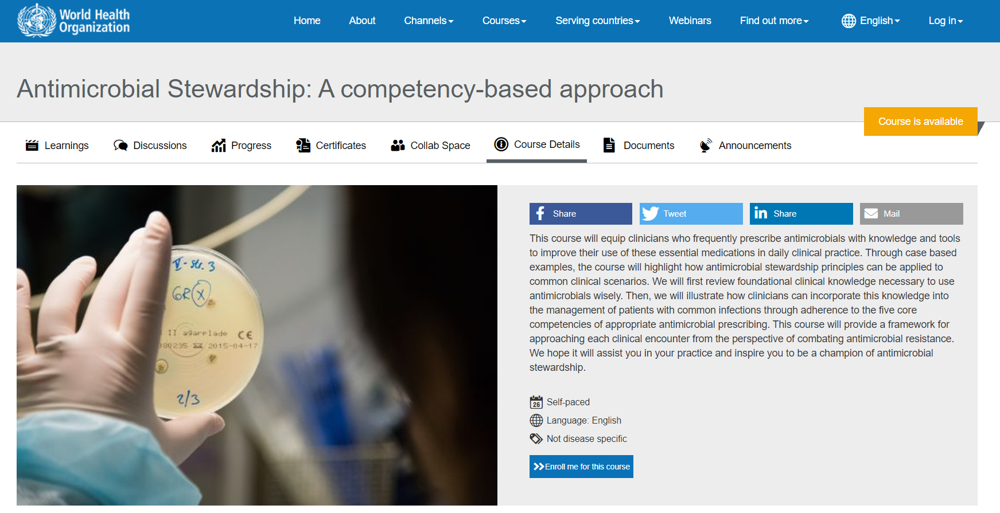 World Health
Organization
Home About Channels Courses Serving countries Webinars Find out more English Log in
Antimicrobial Stewardship: A competency-based approach
Course is available
Learnings Discussions Progress Certificates Collab Space Course Details Documents Announcements
Share Tweet Share Mail
This course will equip clinicians who frequently prescribe antimicrobials with knowledge and tools
to improve their use of these essential medications in daily clinical practice. Through case based
examples, the course will highlight how antimicrobial stewardship principles can be applied to
common clinical scenarios. We will first review foundational clinical knowledge necessary to use
antimicrobials wisely. Then, we will illustrate how clinicians can incorporate this knowledge into
the management of patients with common infections through adherence to the five core
competencies of appropriate antimicrobial prescribing. This course will provide a framework for
approaching each clinical encounter from the perspective of combating antimicrobial resistance.
We hope it will assist you in your practice and inspire you to be a champion of antimicrobial
stewardship.
26 Self-paced
Language: English
Not disease specific
Enroll me for this course
V-str. 3
GR X
II agarplade CE
080235 2015-04-17
2/3